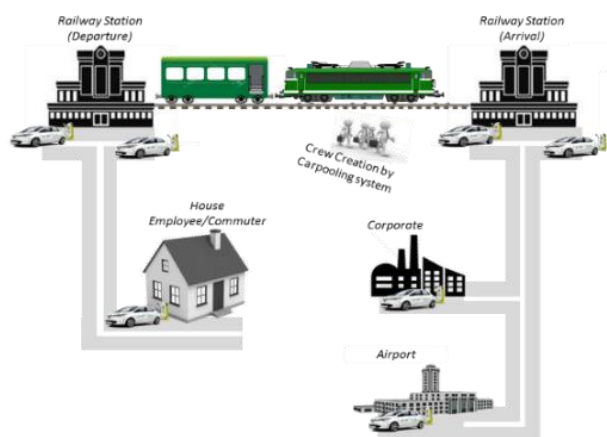 Railway Station
(Departure)
Railway Station
(Arrival)
Crew Creation by
Carpooling system
House
Employee/Commuter
Corporate
Airport